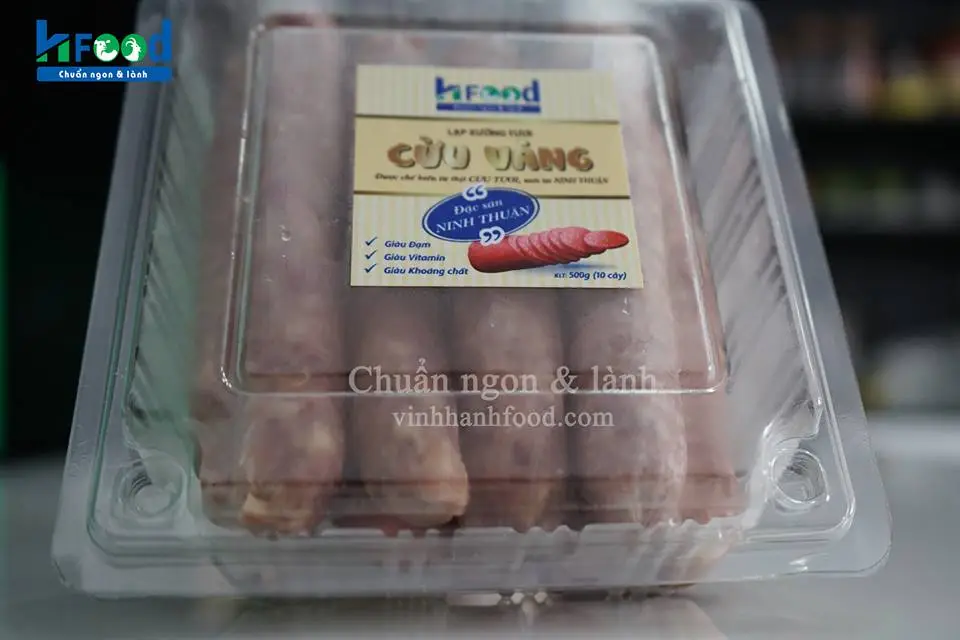 HFood
Chuẩn ngon & lành
HFood
LẠP XƯỞNG TƯƠI
CỪU VÀNG
Được chế biến từ thịt CỪU TƯƠI, nuôi tại NINH THUẬN
❝
Đặc sản
NINH THUẬN
❞
✓ Giàu Đạm
✓ Giàu Vitamin
✓ Giàu Khoáng chất
KLT: 500g (10 cây)
Chuẩn ngon & lành
vinhhanhfood.com